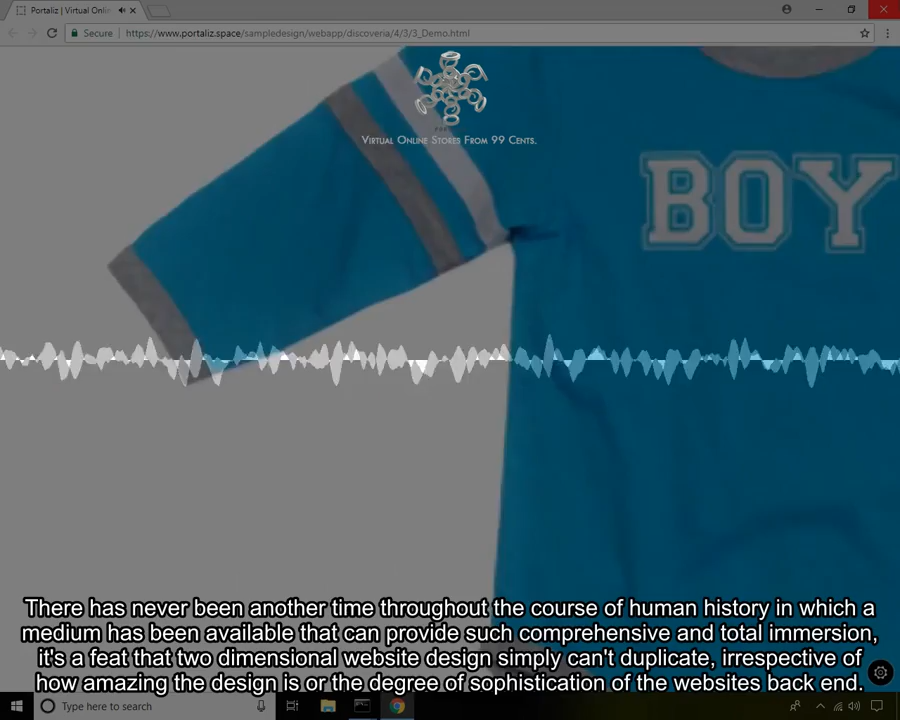 Portaliz | Virtual Onlin
Secure
https://www.portaliz.space/sampledesign/webapp/discoveria/4/3/3_Demo.html
Virtual Online Stores From 99 Cents.
BOY
There has never been another time throughout the course of human history in which a
medium has been available that can provide such comprehensive and total immersion,
it's a feat that two dimensional website design simply can't duplicate, irrespective of
how amazing the design is or the degree of sophistication of the websites back end.
Type here to search